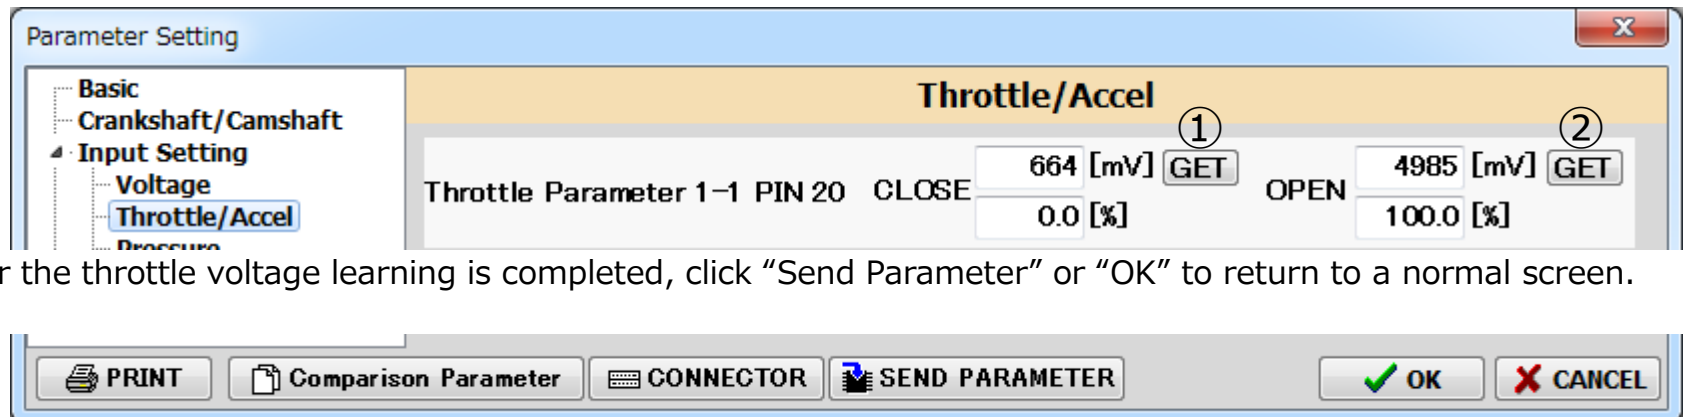 Parameter Setting
x
Basic
Crankshaft/Camshaft
Input Setting
Voltage
Throttle/Accel
Pressure
Throttle/Accel
① ②
Throttle Parameter 1-1 PIN 20 CLOSE 664 [mV] GET OPEN 4985 [mV] GET
0.0 [%] 100.0 [%]
r the throttle voltage learning is completed, click “Send Parameter” or “OK” to return to a normal screen.
PRINT Comparison Parameter CONNECTOR SEND PARAMETER OK CANCEL